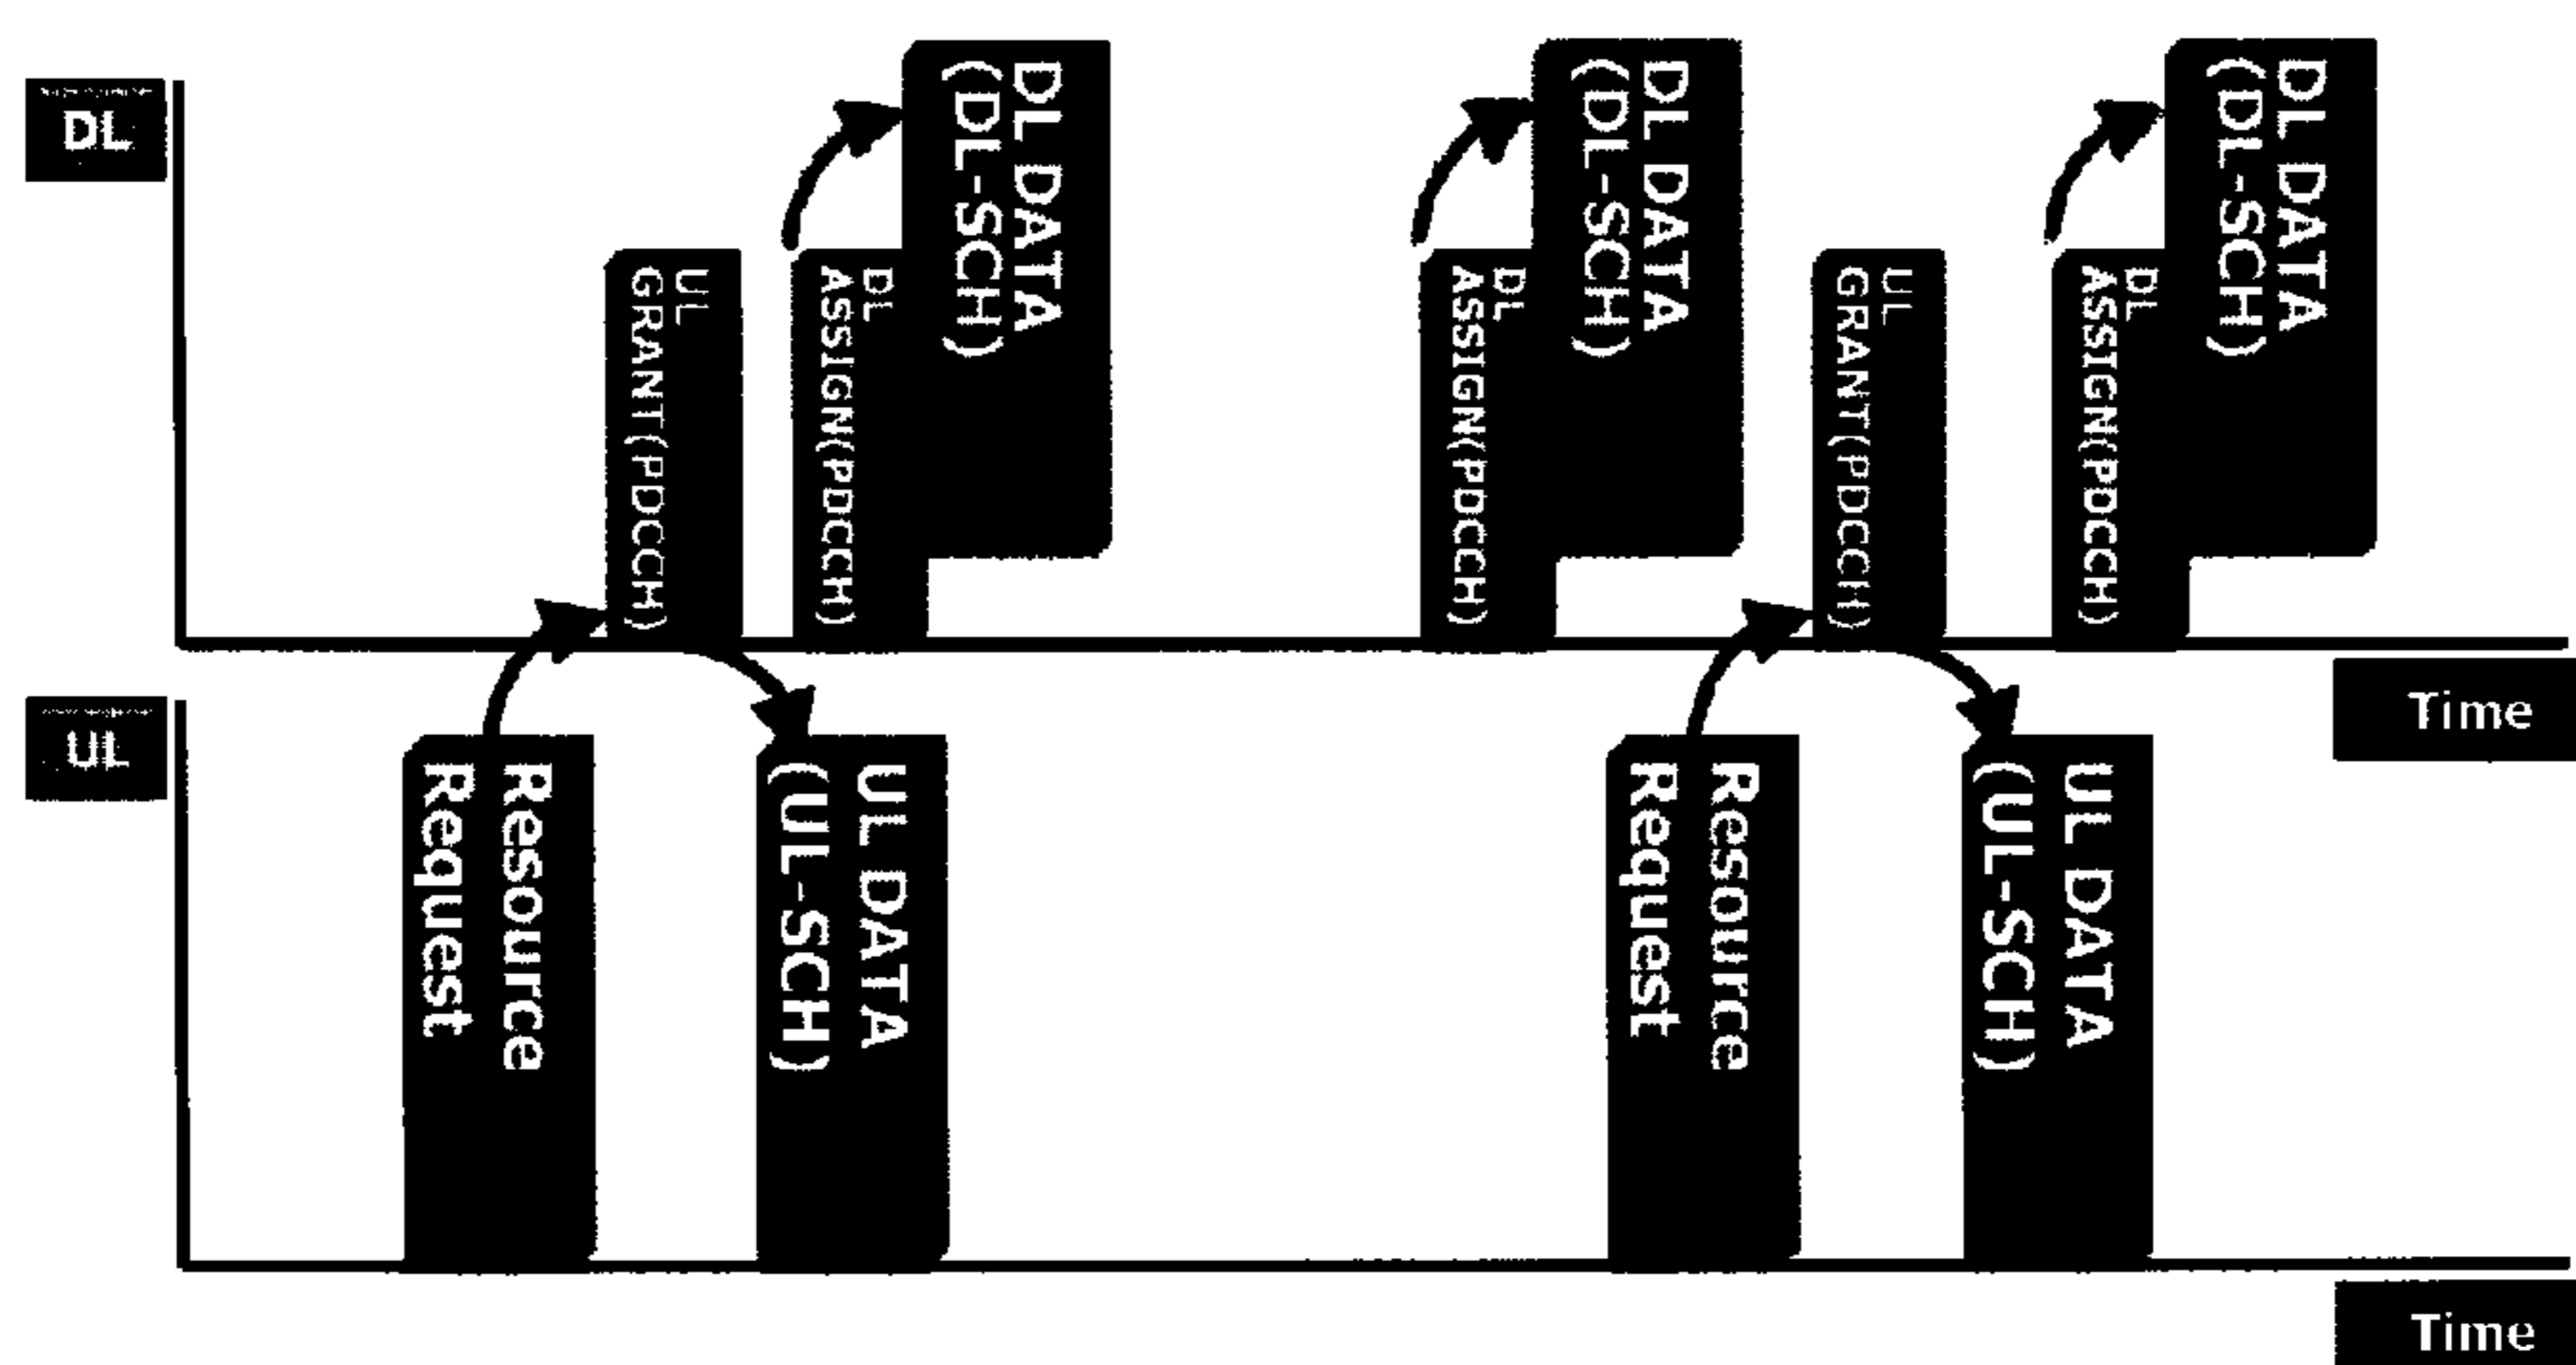 DL
UL
GRANT(PDCCH)
DL
ASSIGN(PDCCH)
DL DATA
(DL-SCH)
DL
ASSIGN(PDCCH)
DL DATA
(DL-SCH)
UL
GRANT(PDCCH)
DL
ASSIGN(PDCCH)
DL DATA
(DL-SCH)
Time
UL
Resource
Request
UL DATA
(UL-SCH)
Resource
Request
UL DATA
(UL-SCH)
Time